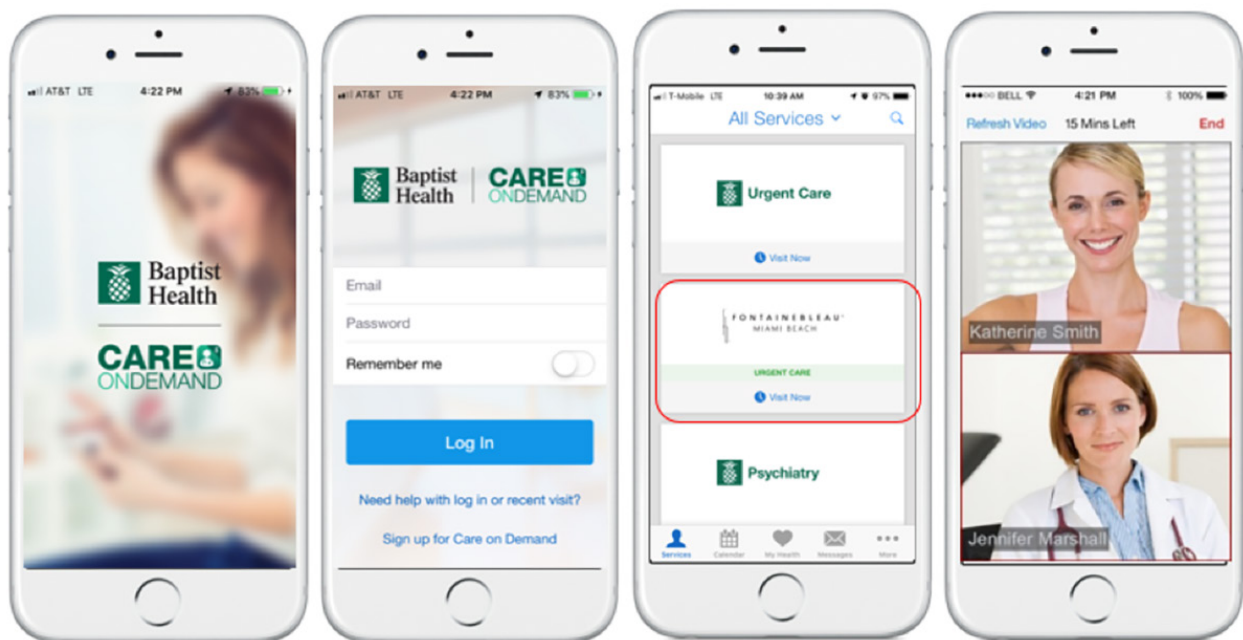 AT&T LTE 4:22 PM 83%
Baptist
Health
CARE
ONDEMAND
AT&T LTE 4:22 PM 83%
Baptist
Health
CARE
ONDEMAND
Email
Password
Remember me
Log In
Need help with log in or recent visit?
Sign up for Care on Demand
T-Mobile LTE 10:39 AM 97%
All Services
Urgent Care
Visit Now
FONTAINEBLEAU
MIAMI BEACH
URGENT CARE
Visit Now
Psychiatry
Services Calendar My Health Messages More
BELL 4:21 PM 100%
Refresh Video 15 Mins Left End
Katherine Smith
Jennifer Marshall